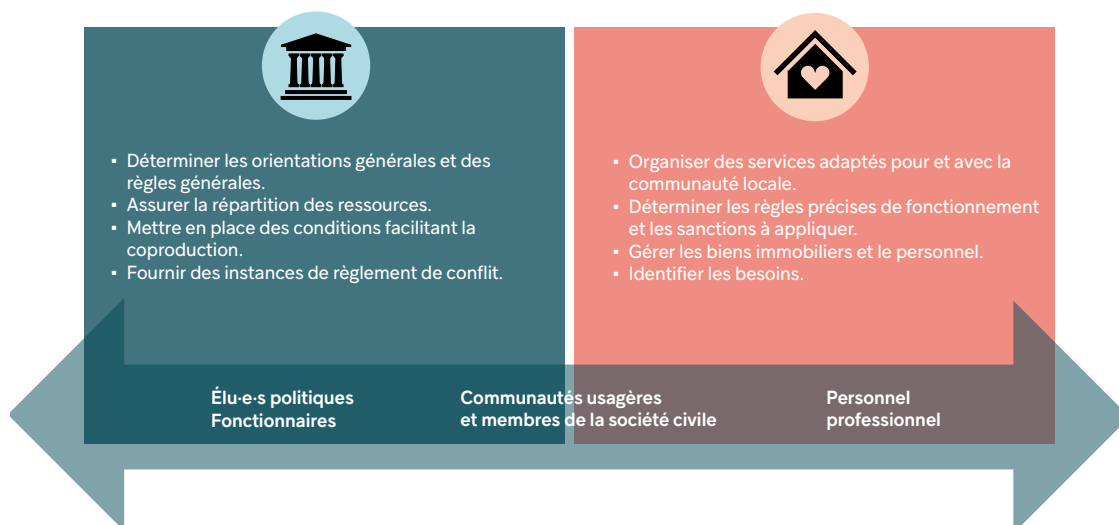 ▪ Déterminer les orientations générales et des
règles générales.
▪ Assurer la répartition des ressources.
▪ Mettre en place des conditions facilitant la
coproduction.
▪ Fournir des instances de règlement de conflit.
▪ Organiser des services adaptés pour et avec la
communauté locale.
▪ Déterminer les règles précises de fonctionnement
et les sanctions à appliquer.
▪ Gérer les biens immobiliers et le personnel.
▪ Identifier les besoins.
Élu·e·s politiques
Fonctionnaires
Communautés usagères
et membres de la société civile
Personnel
professionnel